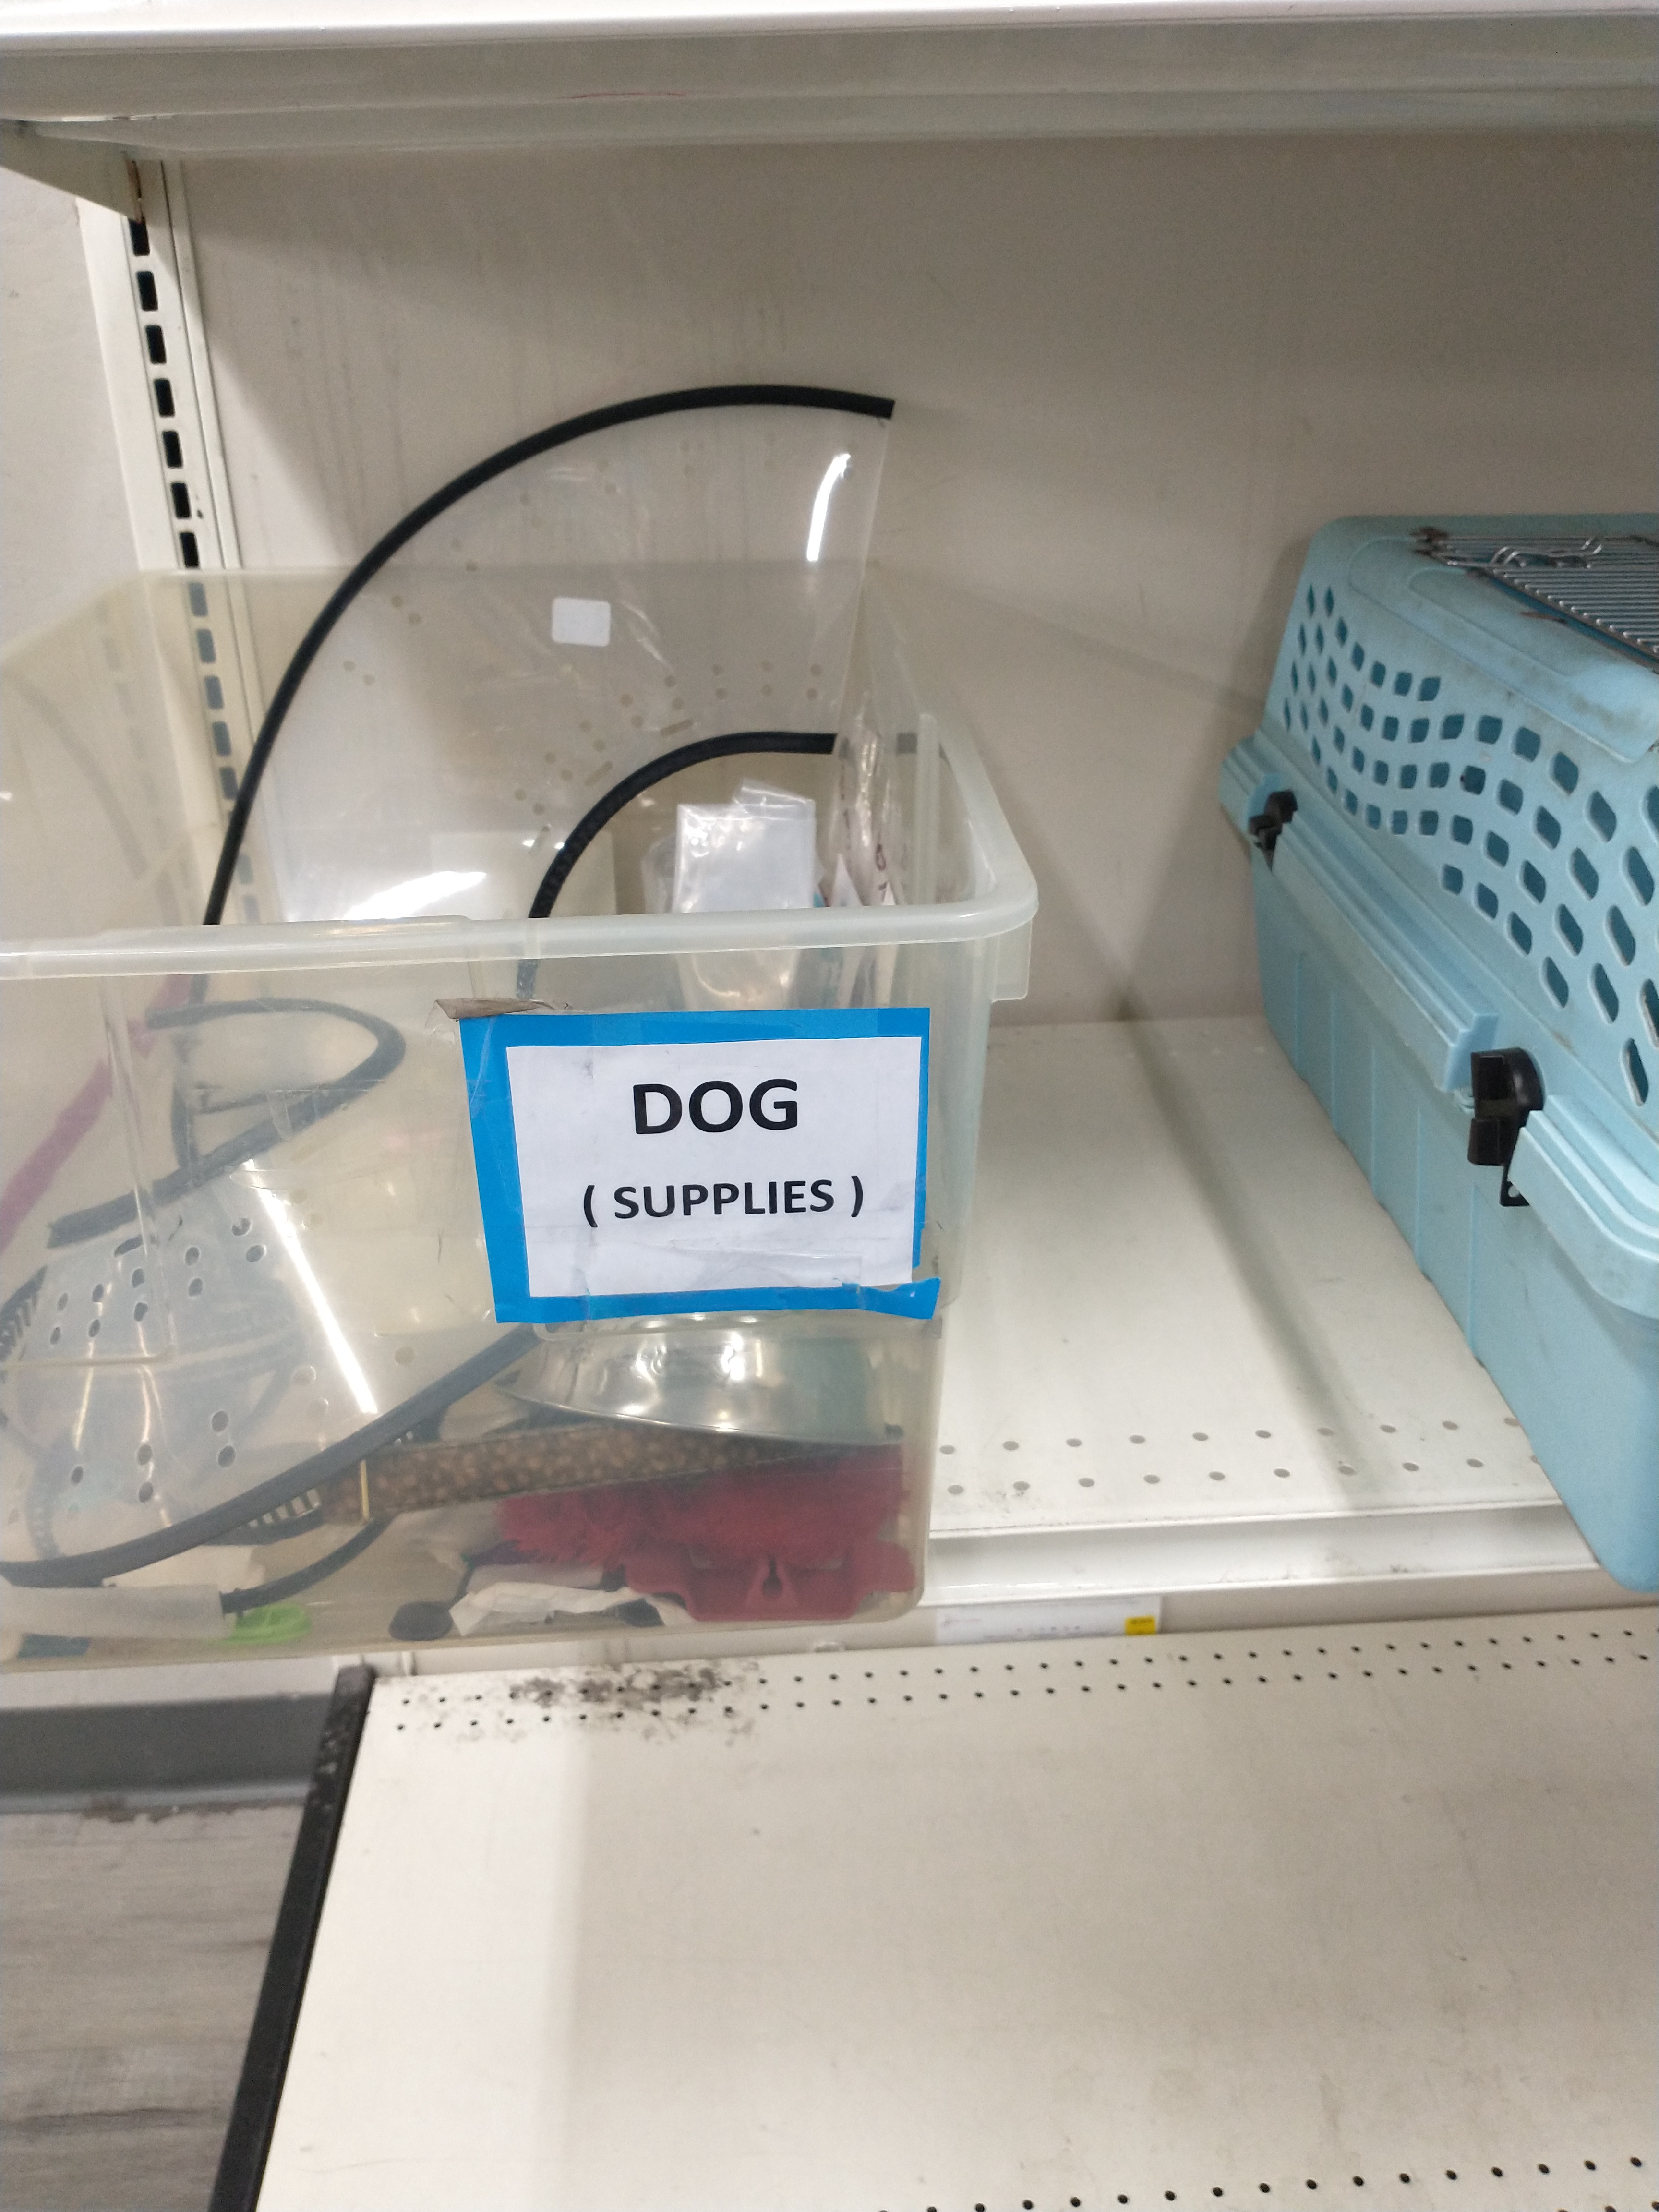 DOG
( SUPPLIES )